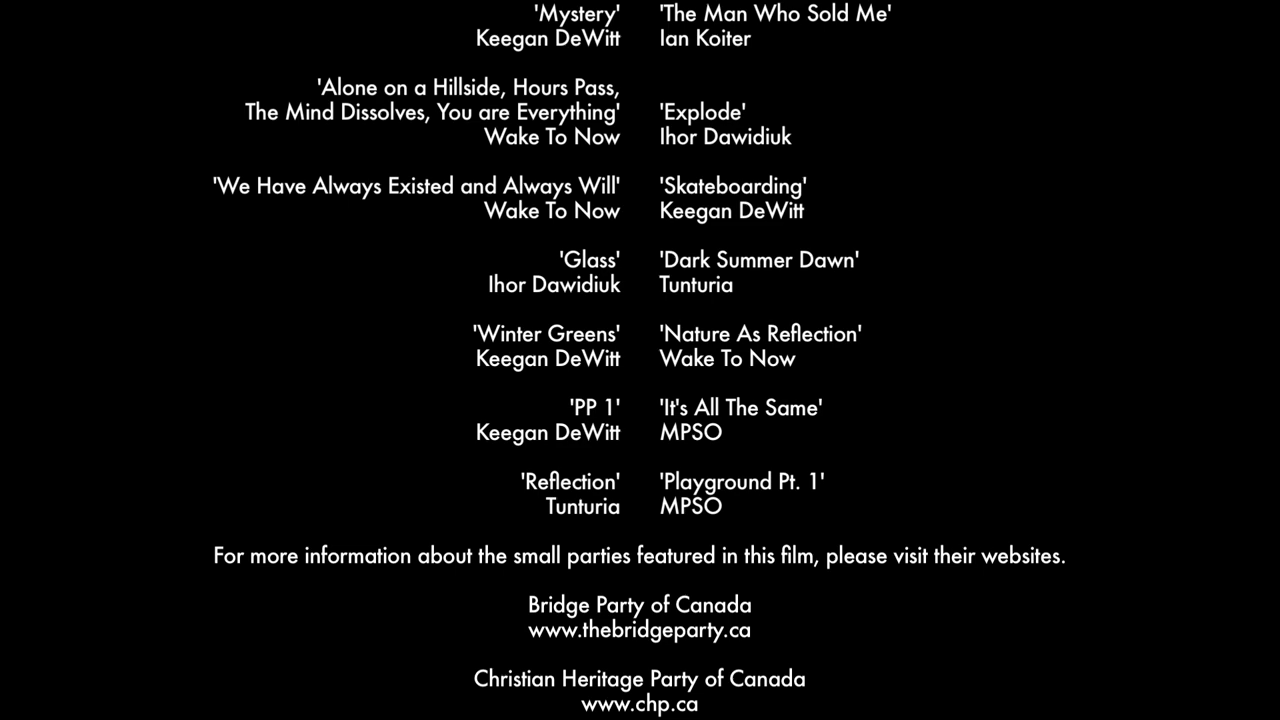 'Mystery' 'The Man Who Sold Me'
Keegan DeWitt Ian Koiter
'Alone on a Hillside, Hours Pass,
The Mind Dissolves, You are Everything' 'Explode'
Wake To Now Ihor Dawidiuk
'We Have Always Existed and Always Will' 'Skateboarding'
Wake To Now Keegan DeWitt
'Glass' 'Dark Summer Dawn'
Ihor Dawidiuk Tunturia
'Winter Greens' 'Nature As Reflection'
Keegan DeWitt Wake To Now
'PP 1' 'It's All The Same'
Keegan DeWitt MPSO
'Reflection' 'Playground Pt. 1'
Tunturia MPSO
For more information about the small parties featured in this film, please visit their websites.
Bridge Party of Canada
www.thebridgeparty.ca
Christian Heritage Party of Canada
www.chp.ca